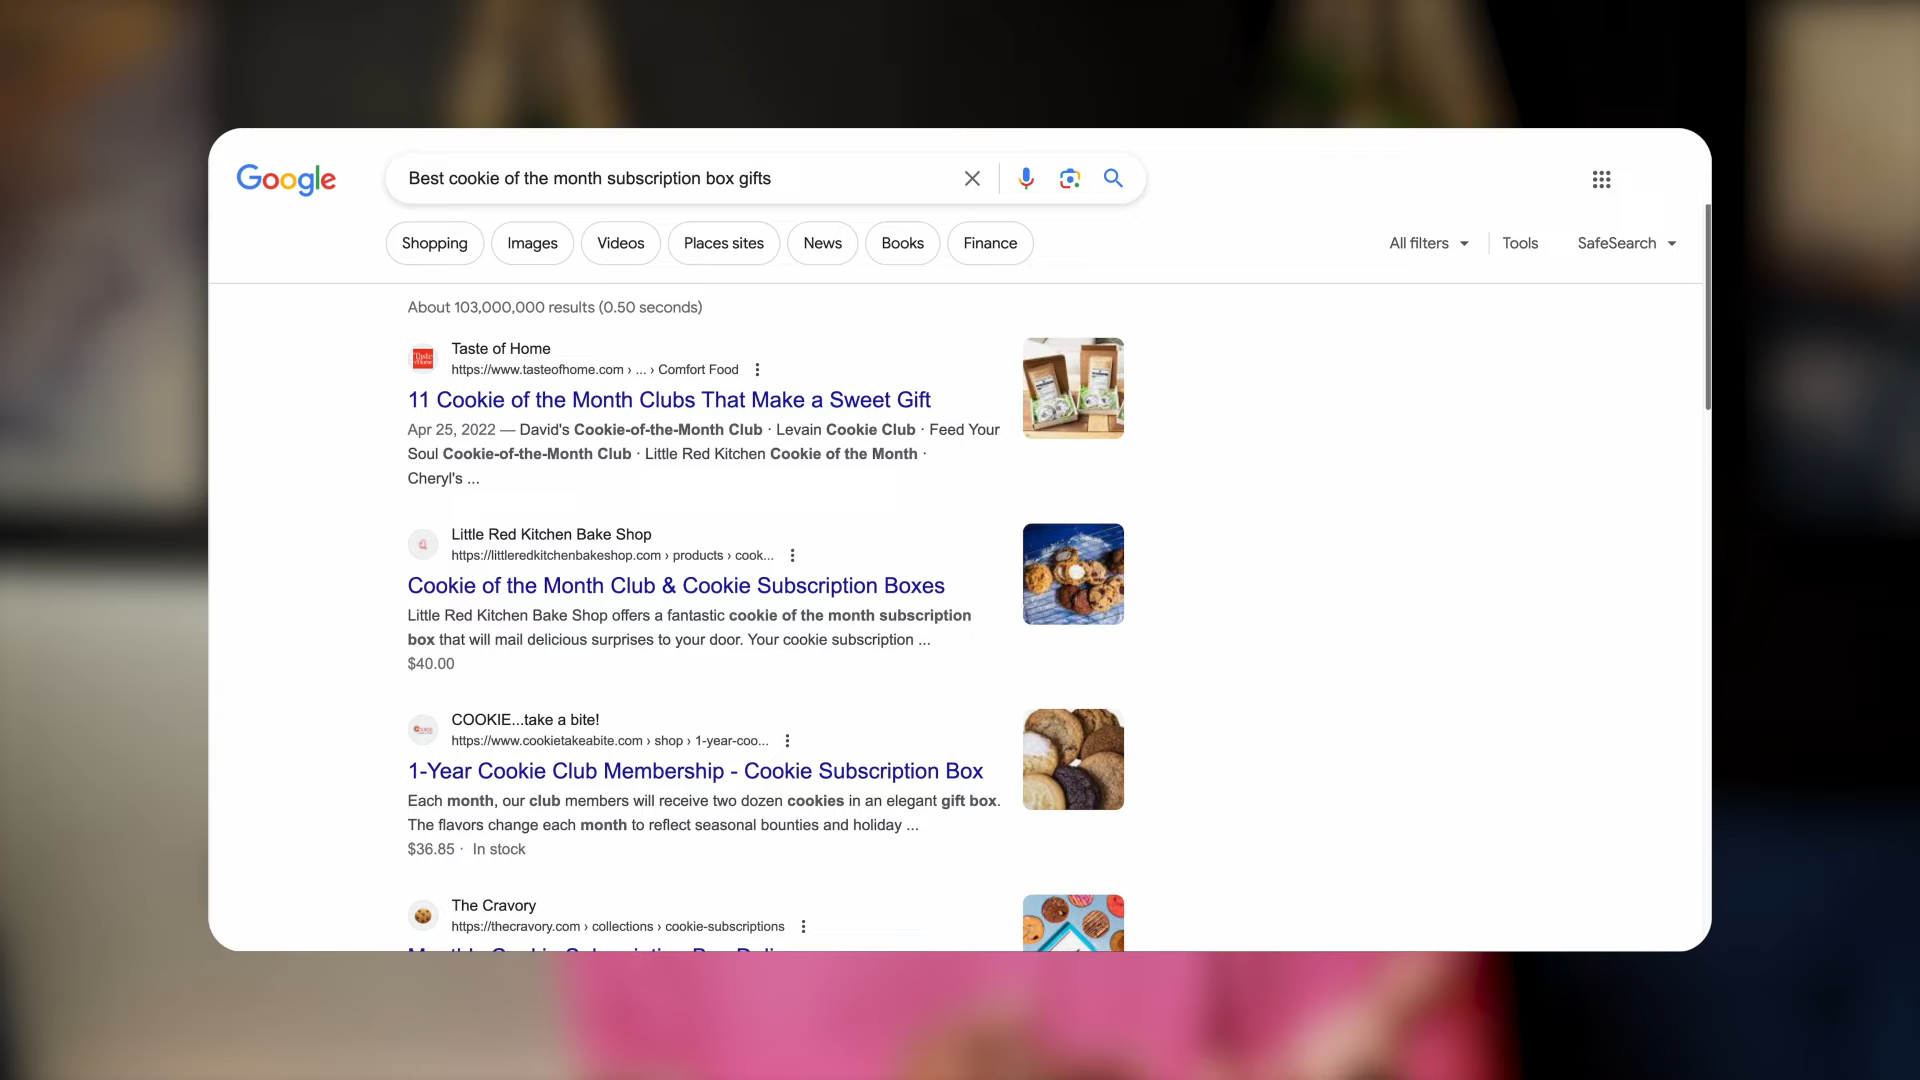 Google
Best cookie of the month subscription box gifts
Shopping
Images
Videos
Places sites
News
Books
Finance
All filters
Tools
SafeSearch
About 103,000,000 results (0.50 seconds)
Taste of Home
https://www.tasteofhome.com › ... › Comfort Food
11 Cookie of the Month Clubs That Make a Sweet Gift
Apr 25, 2022 — David's Cookie-of-the-Month Club · Levain Cookie Club · Feed Your
Soul Cookie-of-the-Month Club · Little Red Kitchen Cookie of the Month ·
Cheryl's ...
Little Red Kitchen Bake Shop
https://littleredkitchenbakeshop.com › products › cook...
Cookie of the Month Club & Cookie Subscription Boxes
Little Red Kitchen Bake Shop offers a fantastic cookie of the month subscription
box that will mail delicious surprises to your door. Your cookie subscription ...
$40.00
COOKIE...take a bite!
https://www.cookietakeabite.com › shop › 1-year-coo...
1-Year Cookie Club Membership - Cookie Subscription Box
Each month, our club members will receive two dozen cookies in an elegant gift box.
The flavors change each month to reflect seasonal bounties and holiday ...
$36.85 · In stock
The Cravory
https://thecravory.com › collections › cookie-subscriptions